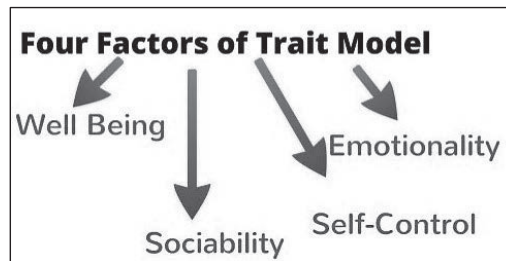 Four Factors of Trait Model
Well Being
Emotionality
Self-Control
Sociability